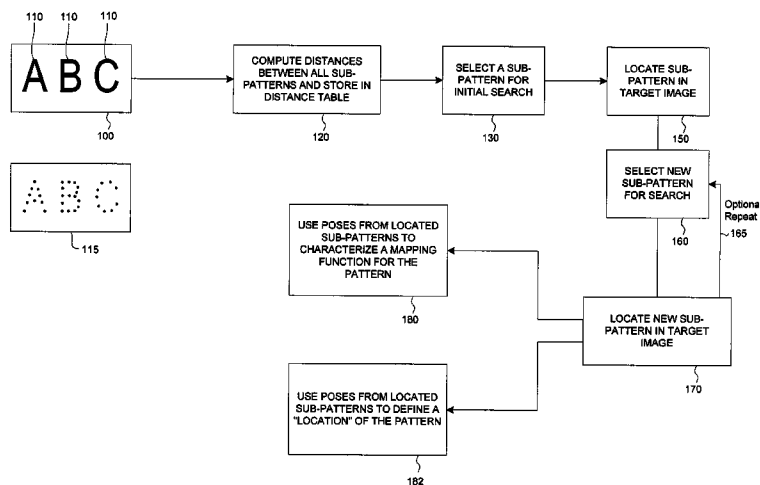 110 110 110
A B C
100
A B C
115
COMPUTE DISTANCES
BETWEEN ALL SUB-
PATTERNS AND STORE IN
DISTANCE TABLE
120
SELECT A SUB-
PATTERN FOR
INITIAL SEARCH
130
LOCATE SUB-
PATTERN IN
TARGET IMAGE
150
SELECT NEW
SUB-PATTERN
FOR SEARCH
160
Optional
Repeat
165
LOCATE NEW SUB-
PATTERN IN TARGET
IMAGE
170
USE POSES FROM LOCATED
SUB-PATTERNS TO
CHARACTERIZE A MAPPING
FUNCTION FOR THE
PATTERN
180
USE POSES FROM LOCATED
SUB-PATTERNS TO DEFINE A
"LOCATION" OF THE PATTERN
182